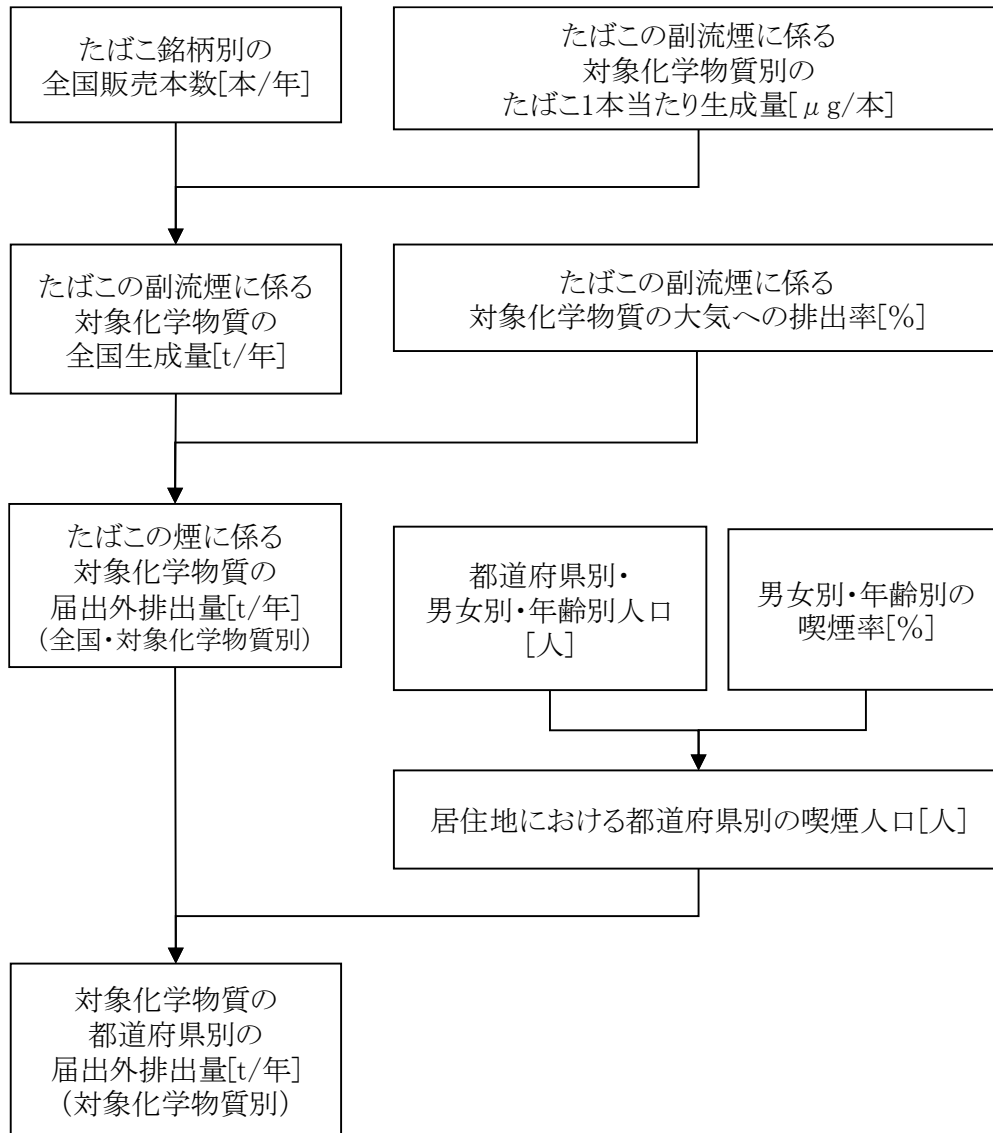 たばこ銘柄別の
全国販売本数[本/年]
たばこの副流煙に係る
対象化学物質別の
たばこ1本当たり生成量[μg/本]
たばこの副流煙に係る
対象化学物質の
全国生成量[t/年]
たばこの副流煙に係る
対象化学物質の大気への排出率[%]
たばこの煙に係る
対象化学物質の
届出外排出量[t/年]
(全国・対象化学物質別)
都道府県別・
男女別・年齢別人口
[人]
男女別・年齢別の
喫煙率[%]
居住地における都道府県別の喫煙人口[人]
対象化学物質の
都道府県別の
届出外排出量[t/年]
(対象化学物質別)